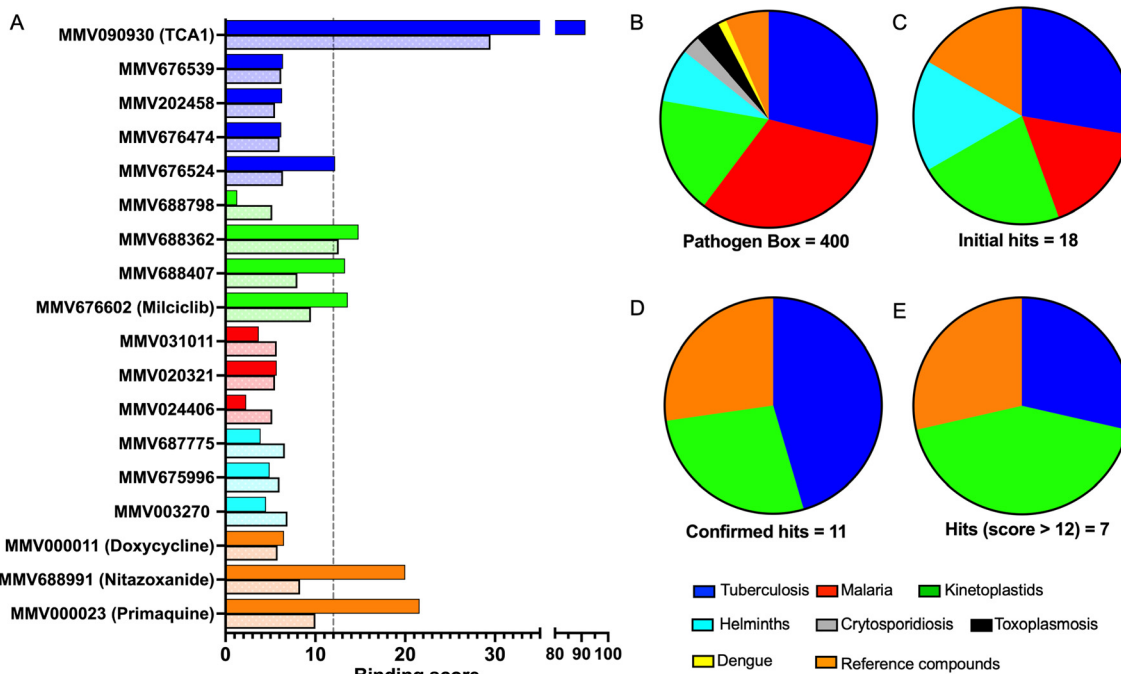 A
MMV090930 (TCA1)
MMV676539
MMV202458
MMV676474
MMV676524
MMV688798
MMV688362
MMV688407
MMV676602 (Milciclib)
MMV031011
MMV020321
MMV024406
MMV687775
MMV675996
MMV003270
MMV000011 (Doxycycline)
MMV688991 (Nitazoxanide)
MMV000023 (Primaquine)
0 10 20 30 80 90 100
Binding score
B
Pathogen Box = 400
C
Initial hits = 18
D
Confirmed hits = 11
E
Hits (score > 12) = 7
Tuberculosis Malaria Kinetoplastids
Helminths Crytosporidiosis Toxoplasmosis
Dengue Reference compounds